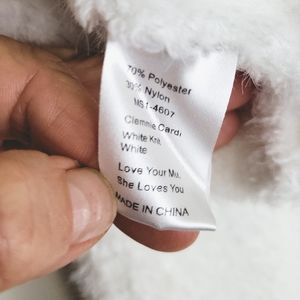 70% Polyester
30% Nylon
MS1-4607
Clemmie Cardi
White Knit
White
Love Your Mu,
She Loves You
MADE IN CHINA